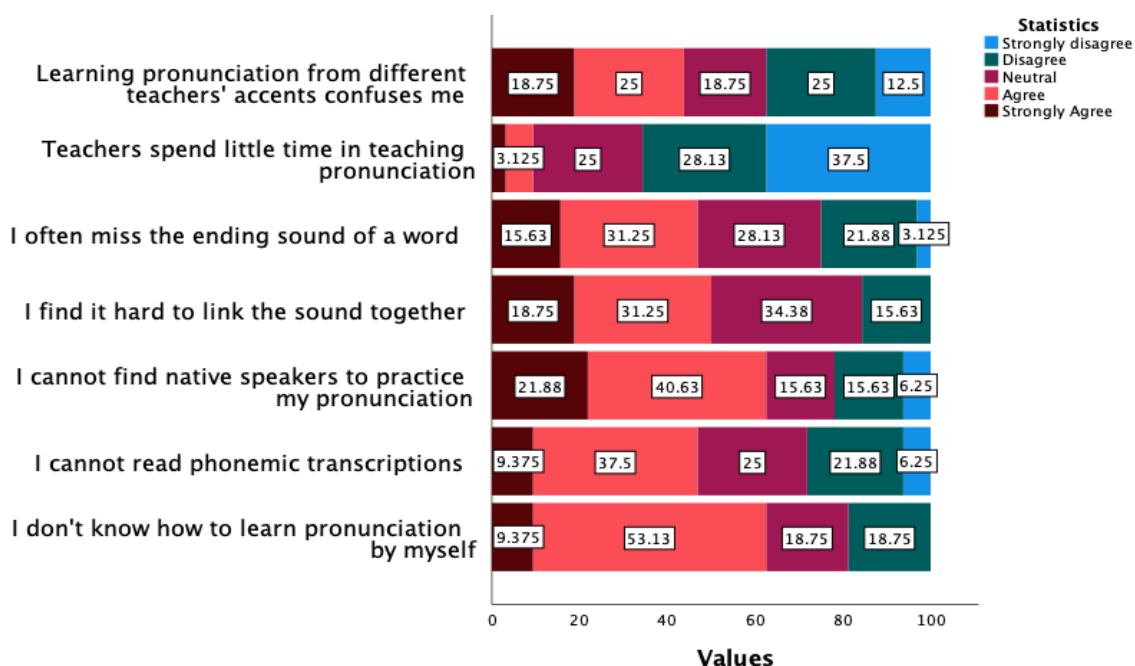 Statistics
Strongly disagree
Disagree
Neutral
Agree
Strongly Agree
Learning pronunciation from different
teachers' accents confuses me
18.75 25 18.75 25 12.5
Teachers spend little time in teaching
pronunciation
3.125 25 28.13 37.5
I often miss the ending sound of a word
15.63 31.25 28.13 21.88 3.125
I find it hard to link the sound together
18.75 31.25 34.38 15.63
I cannot find native speakers to practice
my pronunciation
21.88 40.63 15.63 15.63 6.25
I cannot read phonemic transcriptions
9.375 37.5 25 21.88 6.25
I don't know how to learn pronunciation
by myself
9.375 53.13 18.75 18.75
0 20 40 60 80 100
Values